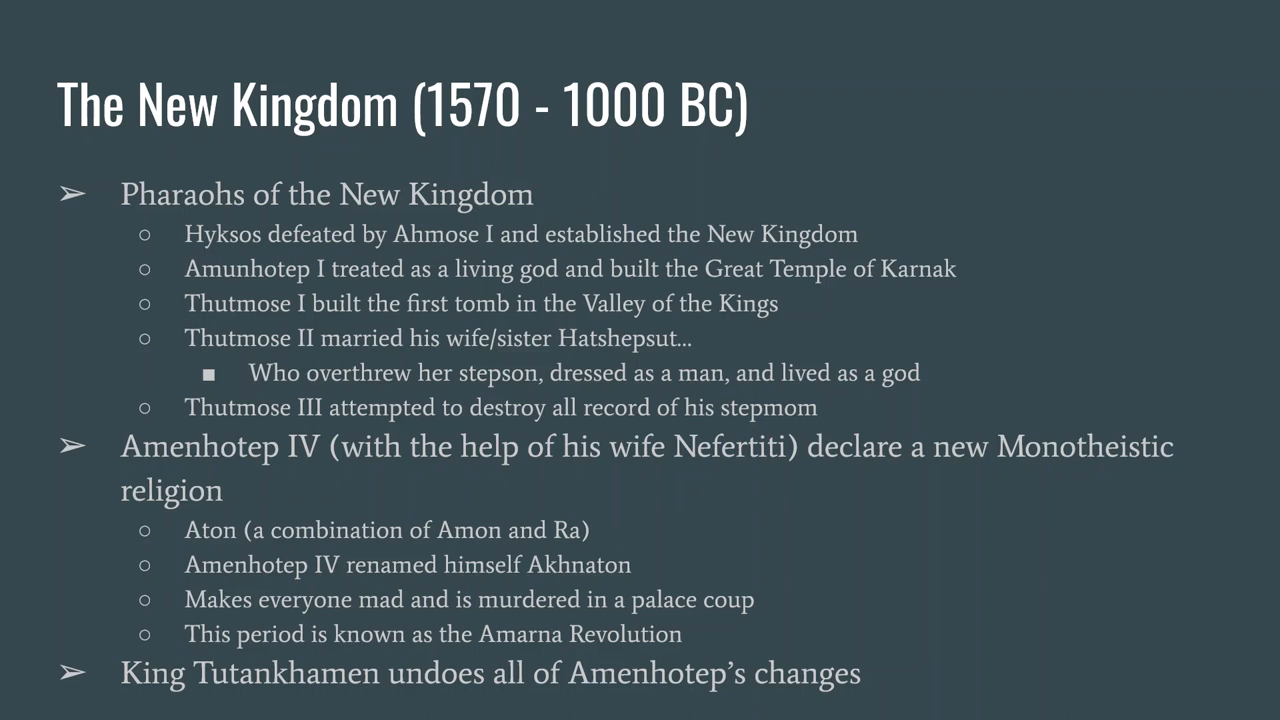 The New Kingdom (1570 - 1000 BC)
➢ Pharaohs of the New Kingdom
○ Hyksos defeated by Ahmose I and established the New Kingdom
○ Amunhotep I treated as a living god and built the Great Temple of Karnak
○ Thutmose I built the first tomb in the Valley of the Kings
○ Thutmose II married his wife/sister Hatshepsut...
■ Who overthrew her stepson, dressed as a man, and lived as a god
○ Thutmose III attempted to destroy all record of his stepmom
➢ Amenhotep IV (with the help of his wife Nefertiti) declare a new Monotheistic
religion
○ Aton (a combination of Amon and Ra)
○ Amenhotep IV renamed himself Akhnaton
○ Makes everyone mad and is murdered in a palace coup
○ This period is known as the Amarna Revolution
➢ King Tutankhamen undoes all of Amenhotep’s changes